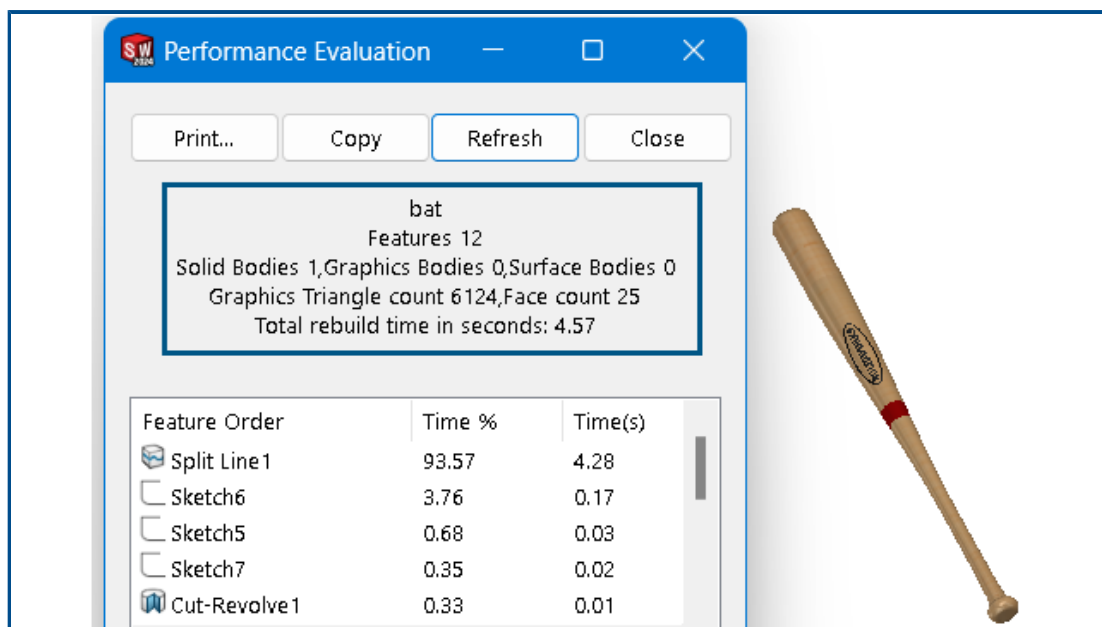 SW
2024
Performance Evaluation
Print... Copy Refresh Close
bat
Features 12
Solid Bodies 1,Graphics Bodies 0,Surface Bodies 0
Graphics Triangle count 6124,Face count 25
Total rebuild time in seconds: 4.57
Feature Order Time % Time(s)
Split Line1 93.57 4.28
Sketch6 3.76 0.17
Sketch5 0.68 0.03
Sketch7 0.35 0.02
Cut-Revolve1 0.33 0.01